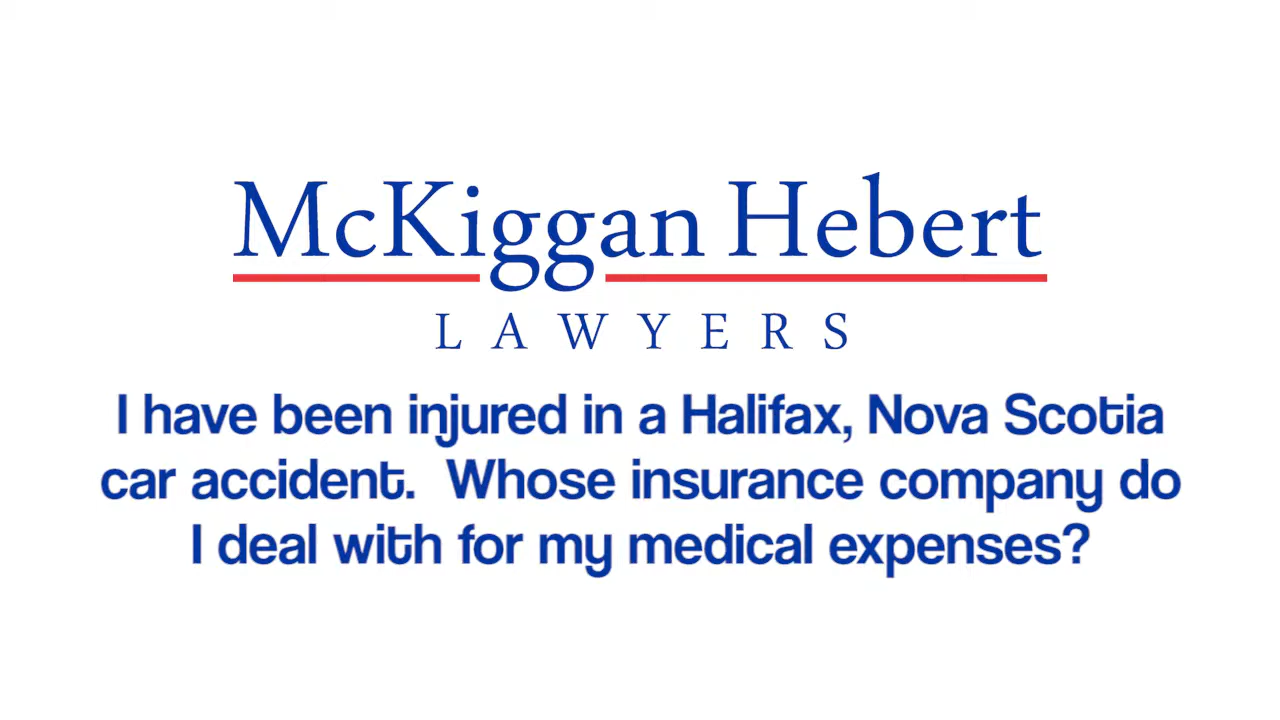 McKiggan Hebert
LAWYERS
I have been injured in a Halifax, Nova Scotia
car accident.  Whose insurance company do
I deal with for my medical expenses?